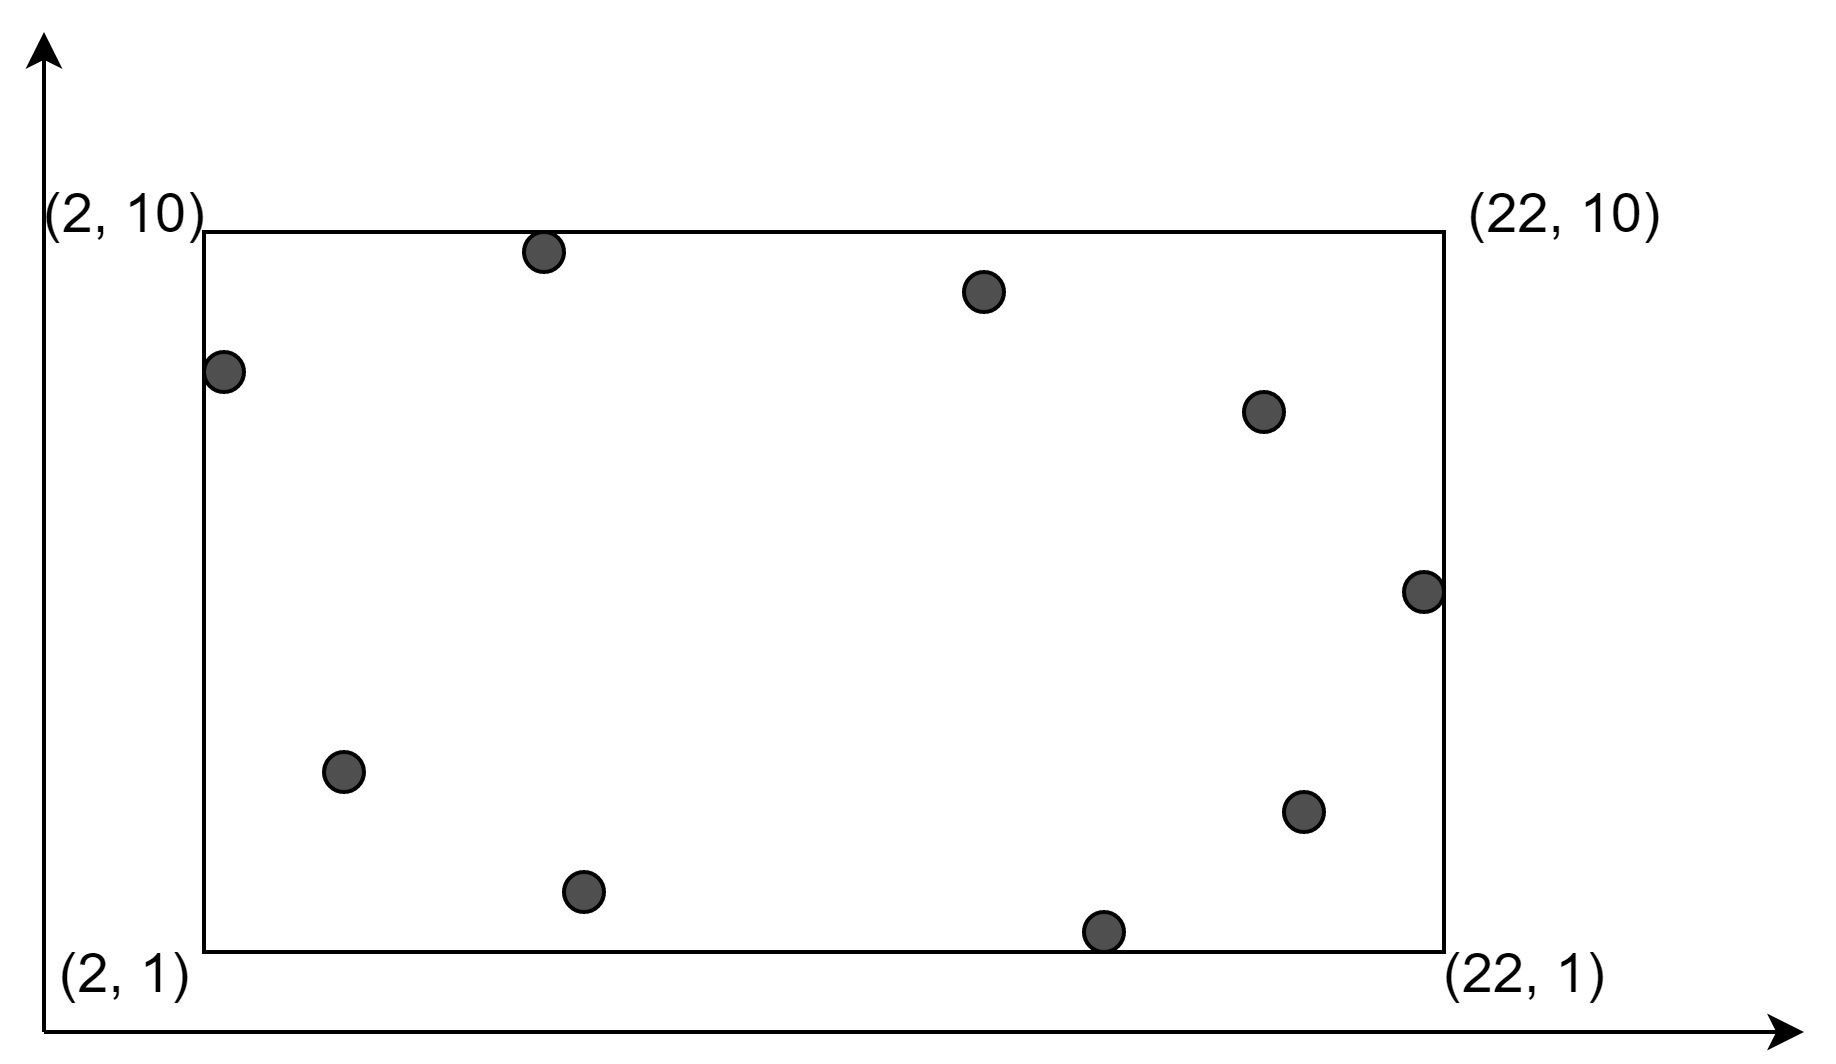 (2, 10)
(22, 10)
(2, 1)
(22, 1)